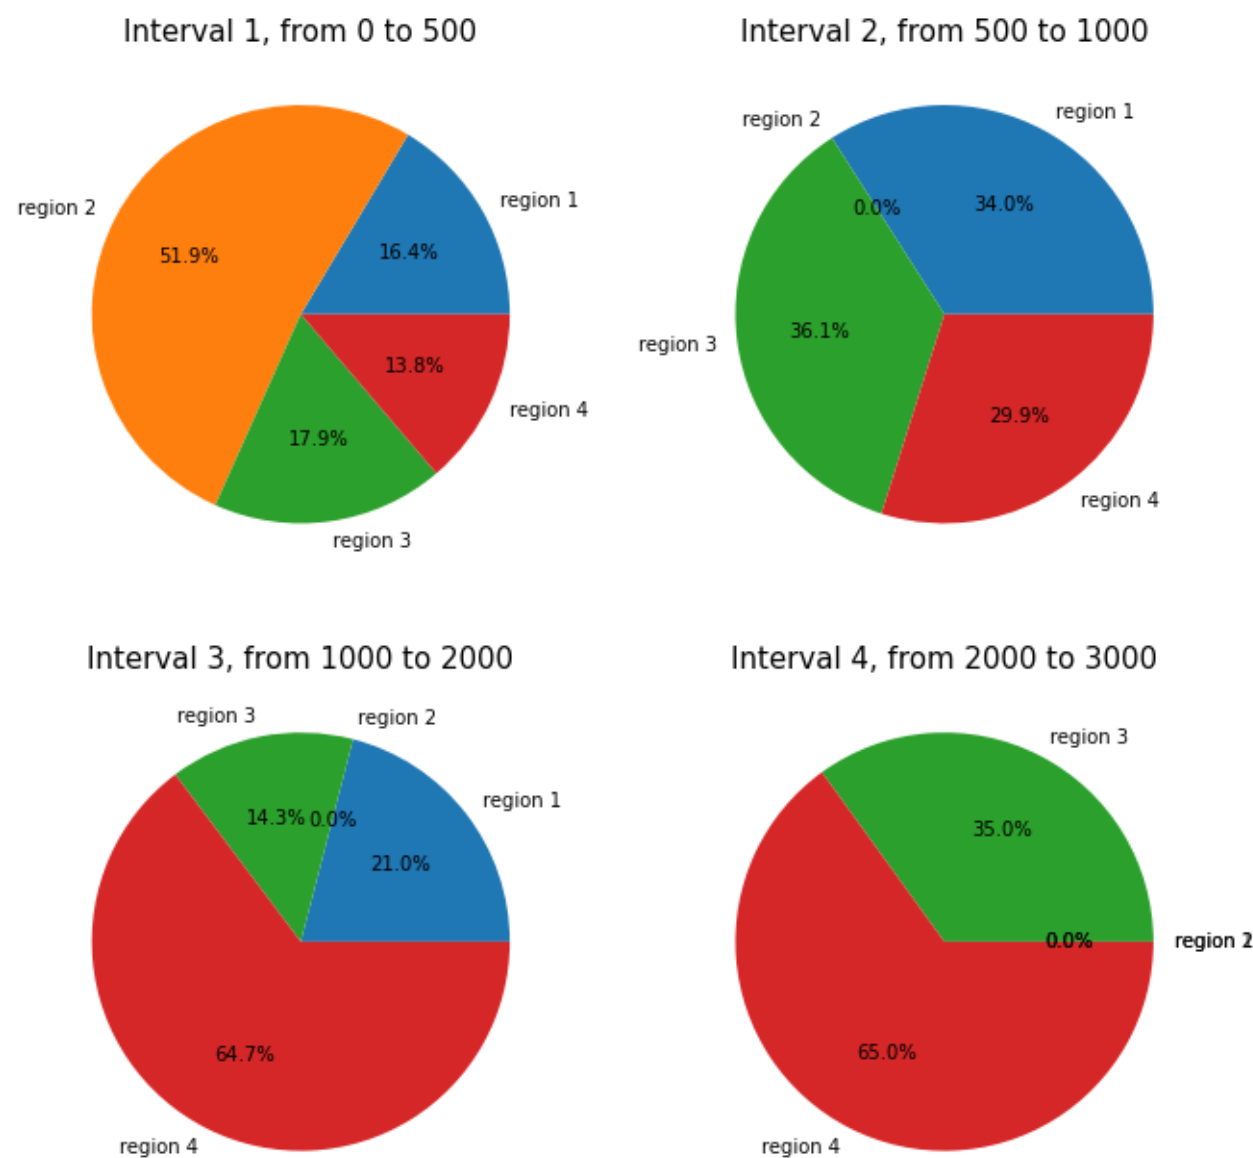 Interval 1, from 0 to 500
region 1
16.4%
region 2
51.9%
region 3
17.9%
region 4
13.8%
Interval 2, from 500 to 1000
region 1
34.0%
region 2
0.0%
region 3
36.1%
region 4
29.9%
Interval 3, from 1000 to 2000
region 1
21.0%
region 2
0.0%
region 3
14.3%
region 4
64.7%
Interval 4, from 2000 to 3000
region 3
35.0%
0.0%
region 2
region 4
65.0%